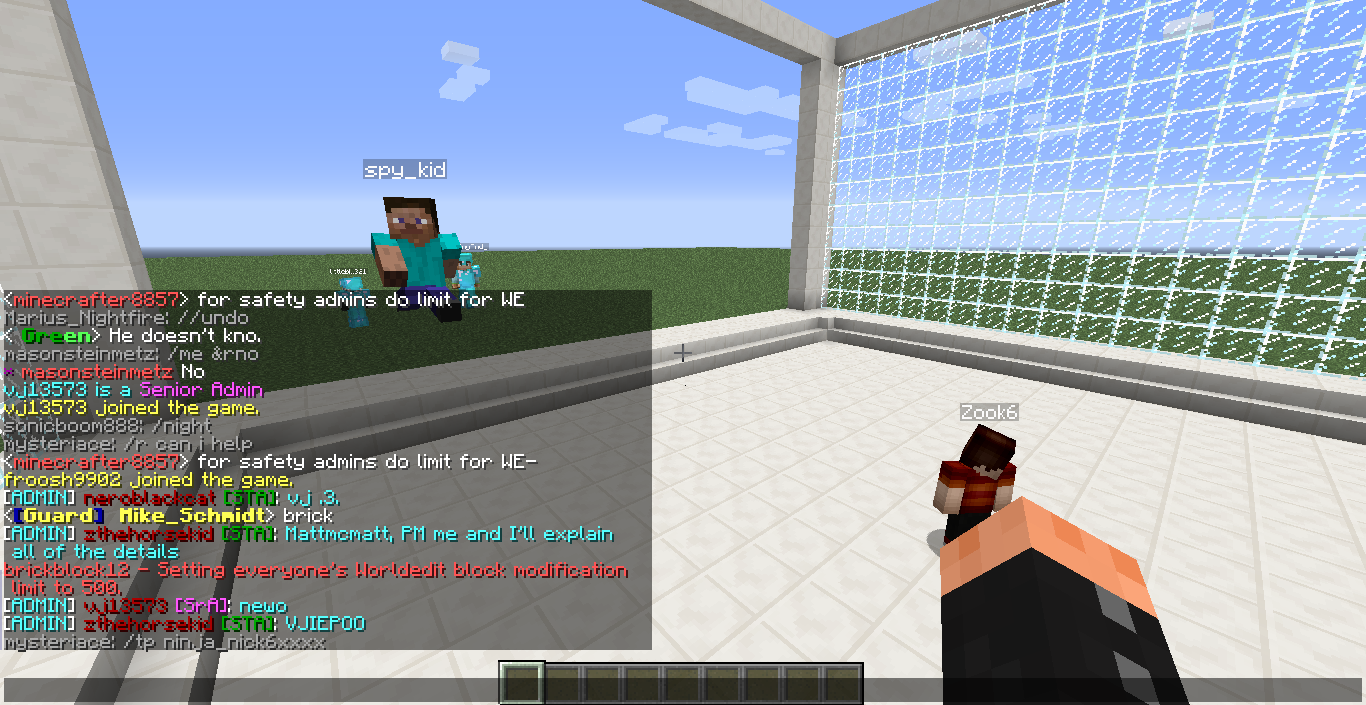 spy_kid
<minecrafter8857> for safety admins do limit for WE
Marius_Nightfire: //undo
< Green> He doesn't kno.
masonsteinmetz: /me &rno
* masonsteinmetz No
vj13573 is a Senior Admin
vj13573 joined the game.
sonicboom888: /night
mysteriace: /r can i help
<minecrafter8857> for safety admins do limit for WE-
froosh9902 joined the game.
[ADMIN] neroblackcat [STA]: v.j .3.
<[Guard] Mike_Schmidt> brick
[ADMIN] zthehorsekid [STA]: Mattmcmatt, PM me and I'll explain
all of the details
brickblock12 - Setting everyone's Worldedit block modification
limit to 500.
[ADMIN] vj13573 [SrA]: newo
[ADMIN] zthehorsekid [STA]: VJIEPOO
mysteriace: /tp ninja_nick6xxxx
Zook6